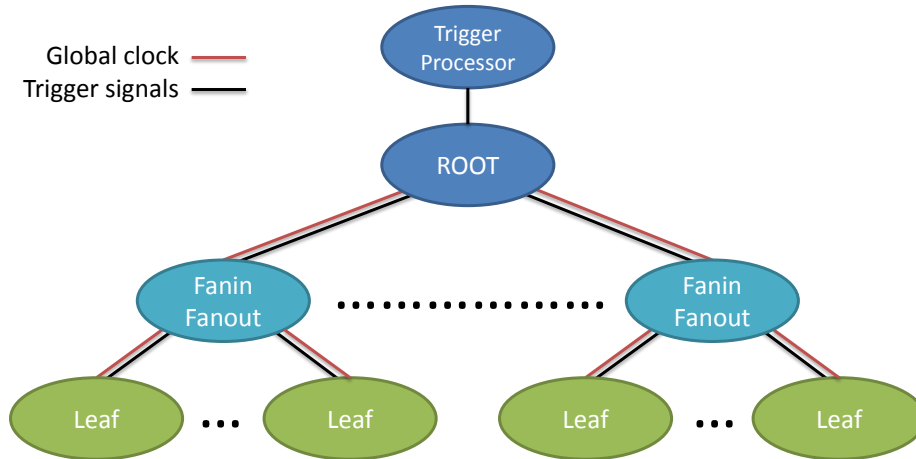 Trigger
Processor
Global clock
Trigger signals
ROOT
Fanin
Fanout
Fanin
Fanout
Leaf
Leaf
Leaf
Leaf